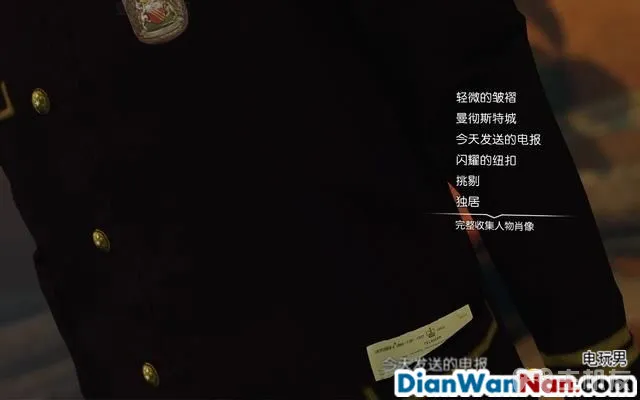 轻微的皱褶
曼彻斯特城
今天发送的电报
闪耀的纽扣
挑剔
独居
完整收集人物肖像
今天发送的电报
电玩男
DianWanNan.com